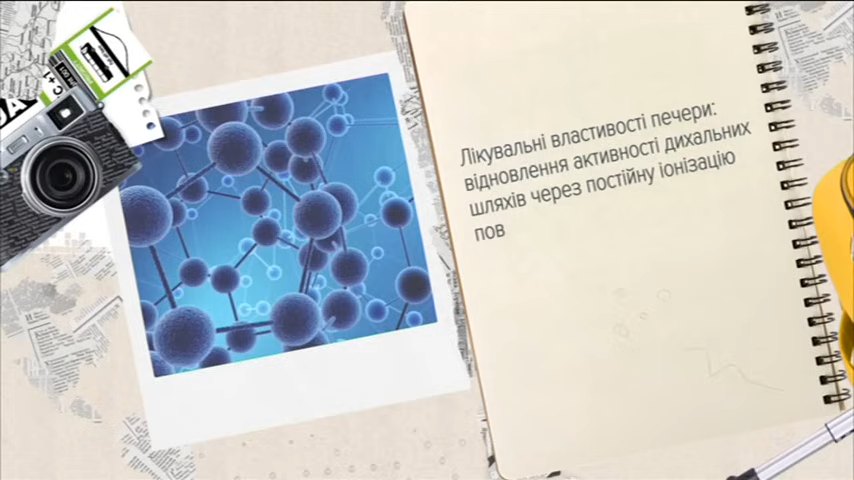 Лікувальні властивості печери:
відновлення активності дихальних
шляхів через постійну іонізацію
пов